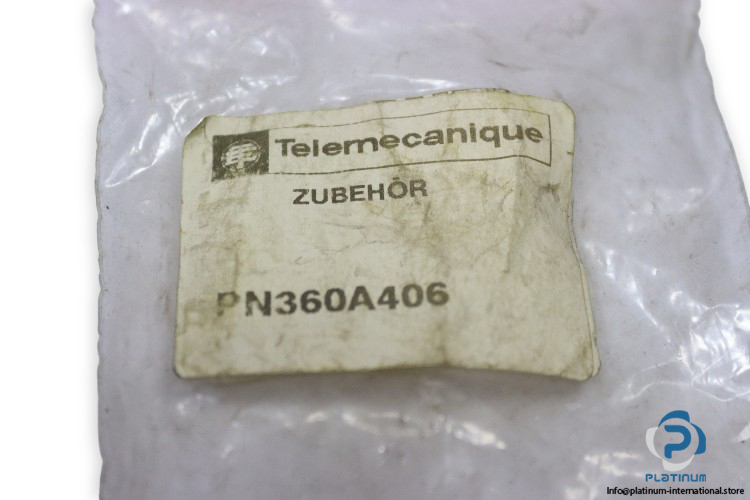 Telemecanique
ZUBEHÖR
PN360A406
PLATINUM
Info@platinum-international.store